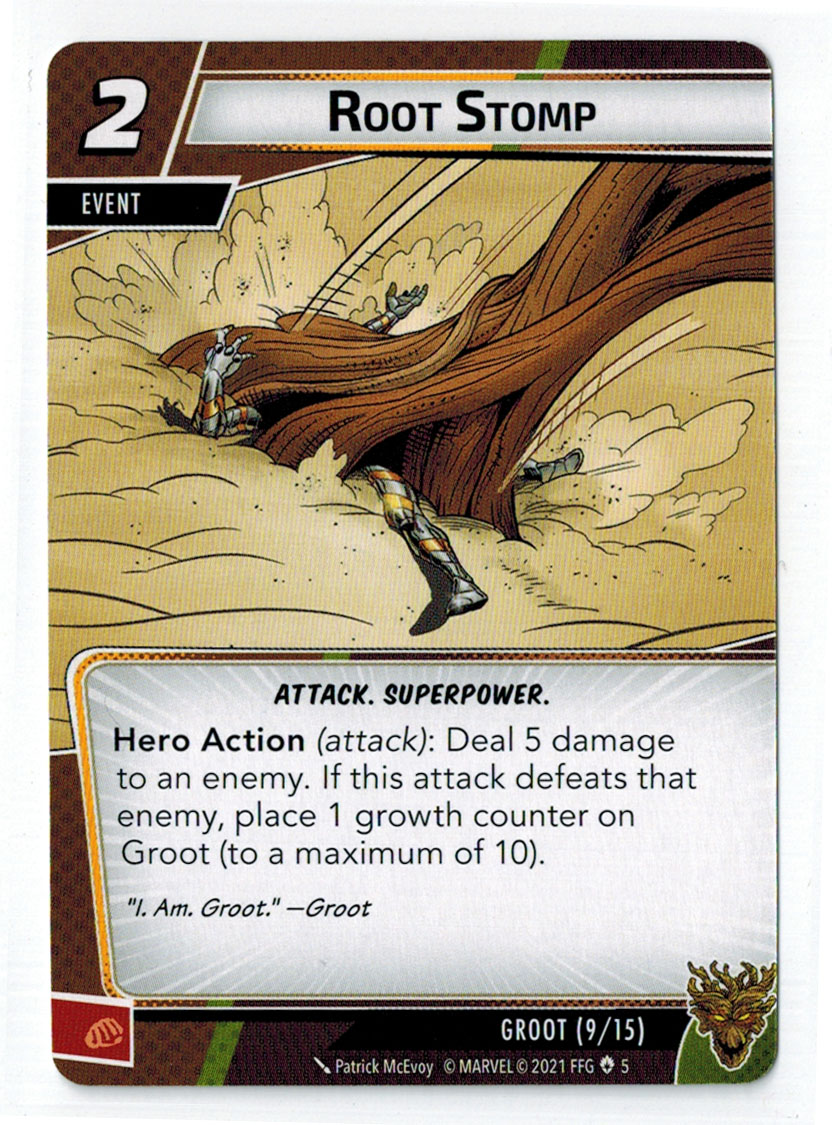 2
ROOT STOMP
EVENT
ATTACK. SUPERPOWER.
Hero Action (attack): Deal 5 damage
to an enemy. If this attack defeats that
enemy, place 1 growth counter on
Groot (to a maximum of 10).
"I. Am. Groot." —Groot
GROOT (9/15)
Patrick McEvoy © MARVEL © 2021 FFG 5